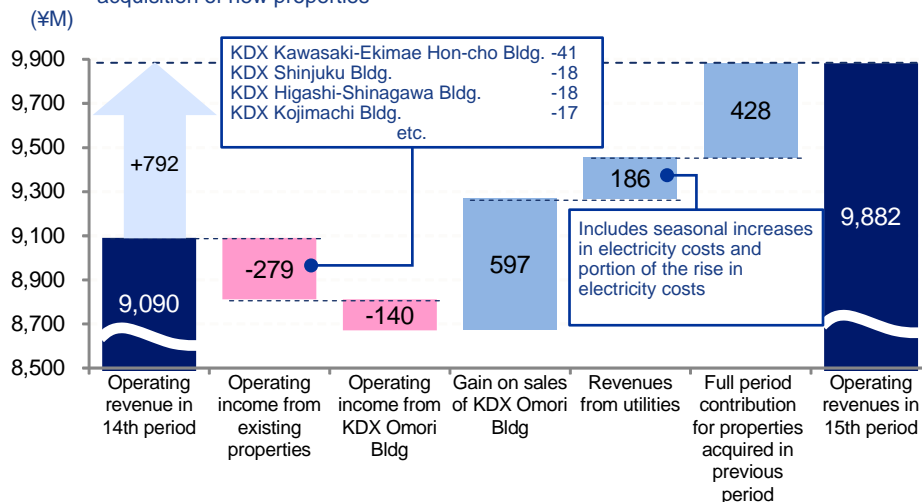 acquisition of new properties
(¥M)
9,900
9,700
9,500
9,300
9,100
8,900
8,700
8,500
KDX Kawasaki-Ekimae Hon-cho Bldg. -41
KDX Shinjuku Bldg. -18
KDX Higashi-Shinagawa Bldg. -18
KDX Kojimachi Bldg. -17
etc.
+792
9,090
-279
-140
597
186
428
9,882
Includes seasonal increases
in electricity costs and
portion of the rise in
electricity costs
Operating
revenue in
14th period
Operating
income from
existing
properties
Operating
income from
KDX Omori
Bldg
Gain on sales
of KDX Omori
Bldg
Revenues
from utilities
Full period
contribution
for properties
acquired in
previous
period
Operating
revenues in
15th period